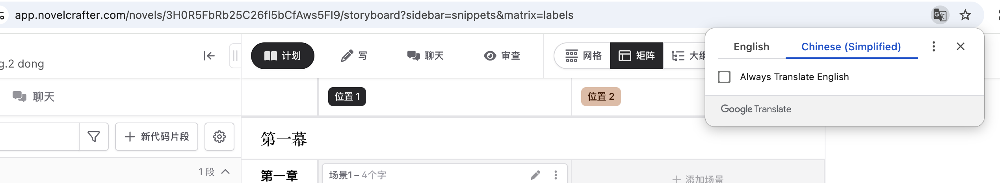 app.novelcrafter.com/novels/3H0R5FbRb25C26fl5bCfAws5FI9/storyboard?sidebar=snippets&matrix=labels
English
Chinese (Simplified)
Always Translate English
Google Translate
g.2 dong
计划
写
聊天
审查
网格
矩阵
大纲
聊天
位置 1
位置 2
新代码片段
第一幕
1 段
第一章
场景1 – 4个字
添加场景